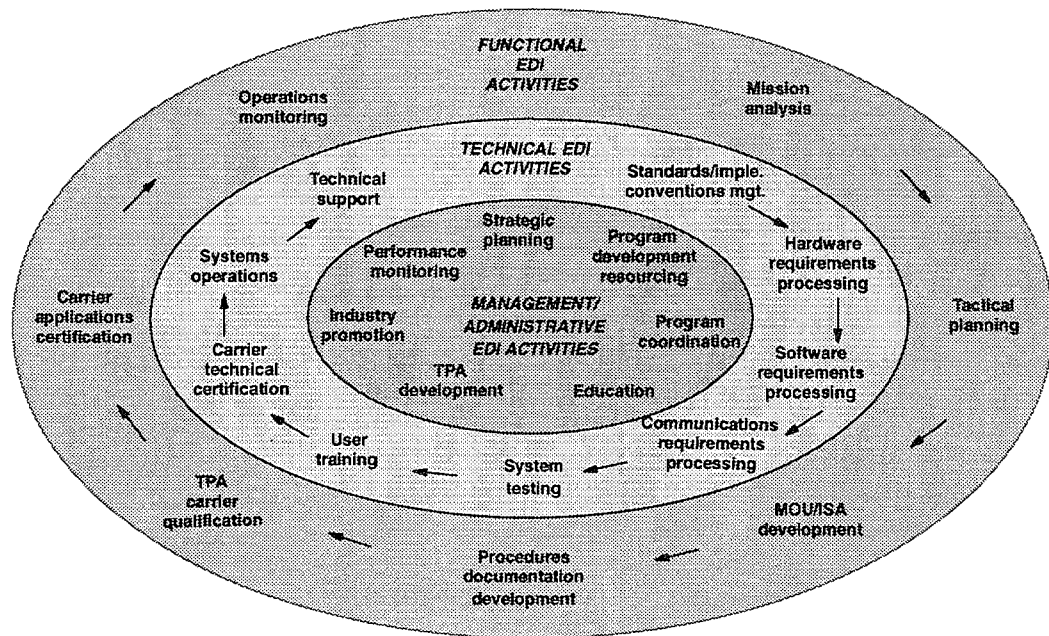 FUNCTIONAL
EDI
ACTIVITIES
Mission
analysis
Tactical
planning
MOU/ISA
development
Procedures
documentation
development
TPA
carrier
qualification
Carrier
applications
certification
Operations
monitoring
TECHNICAL EDI
ACTIVITIES
Standards/imple.
conventions mgt.
Hardware
requirements
processing
Software
requirements
processing
Communications
requirements
processing
System
testing
User
training
Carrier
technical
certification
Systems
operations
Technical
support
MANAGEMENT/
ADMINISTRATIVE
EDI ACTIVITIES
Strategic
planning
Program
development
resourcing
Program
coordination
Education
TPA
development
Industry
promotion
Performance
monitoring